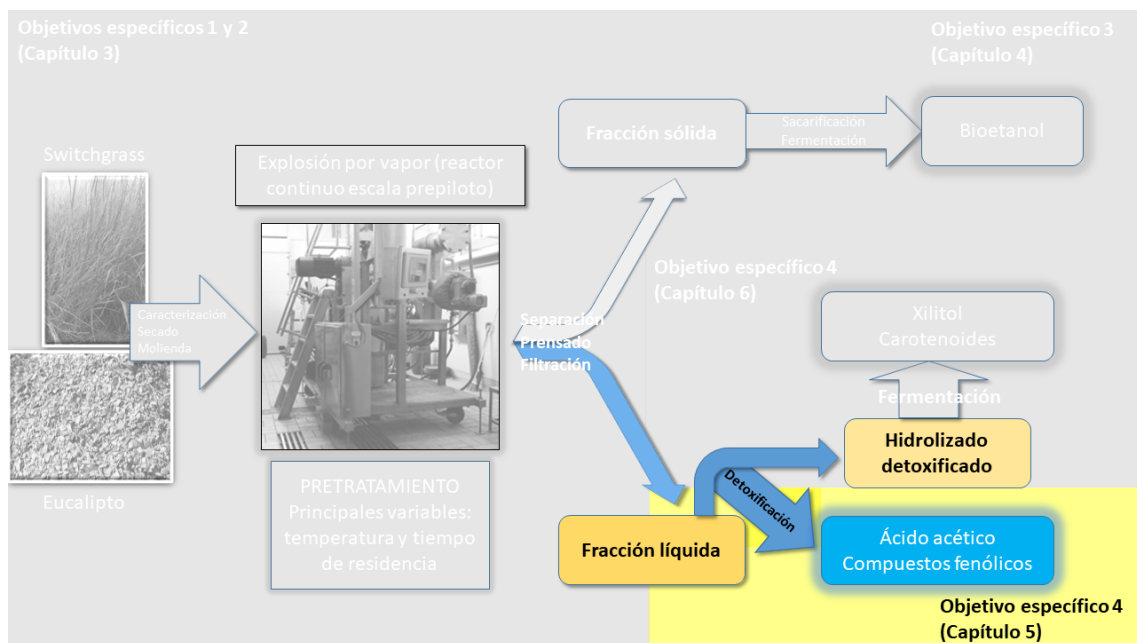 Objetivos específicos 1 y 2
(Capítulo 3)
Objetivo específico 3
(Capítulo 4)
Switchgrass
Explosión por vapor (reactor
continuo escala prepiloto)
Fracción sólida
Sacarificación
Fermentación
Bioetanol
Caracterización
Secado
Molienda
Separación
Prensado
Filtración
Objetivo específico 4
(Capítulo 6)
Xilitol
Carotenoides
Fermentación
Hidrolizado
detoxificado
Eucalipto
PRETRATAMIENTO
Principales variables:
temperatura y tiempo
de residencia
Fracción líquida
Detoxificación
Ácido acético
Compuestos fenólicos
Objetivo específico 4
(Capítulo 5)